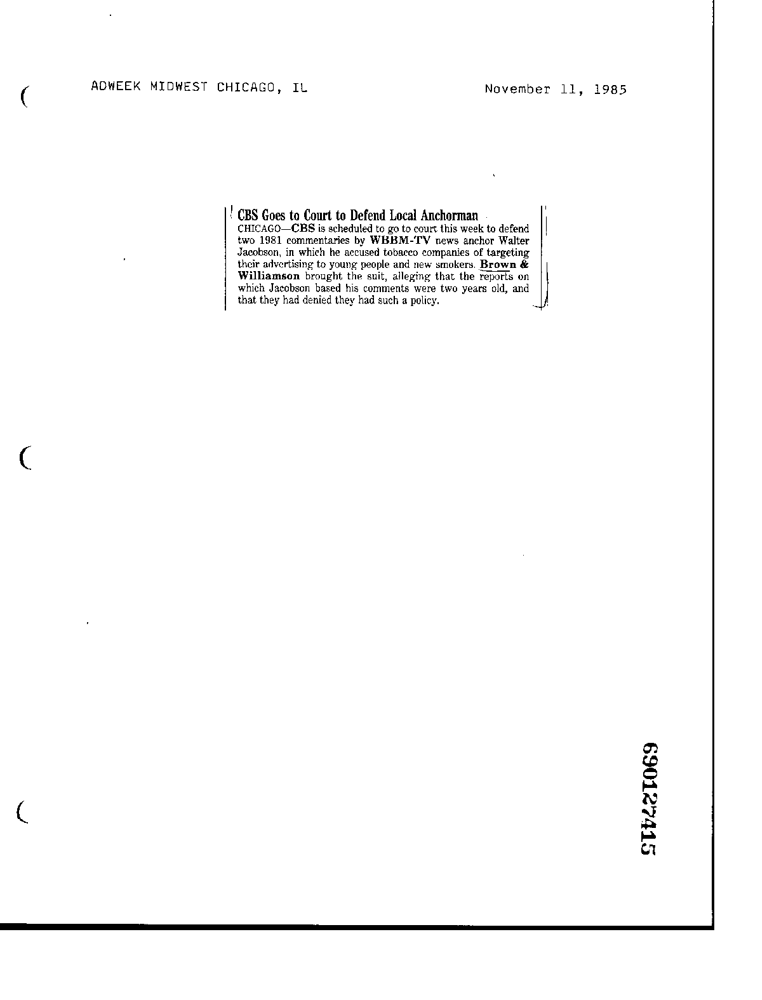 ADWEEK MIDWEST CHICAGO, IL
November 11, 1985
CBS Goes to Court to Defend Local Anchorman
CHICAGO—CBS is scheduled to go to court this week to defend
two 1981 commentaries by WBBM-TV news anchor Walter
Jacobson, in which he accused tobacco companies of targeting
their advertising to young people and new smokers. Brown &
Williamson brought the suit, alleging that the reports on
which Jacobson based his comments were two years old, and
that they had denied they had such a policy.
690127415